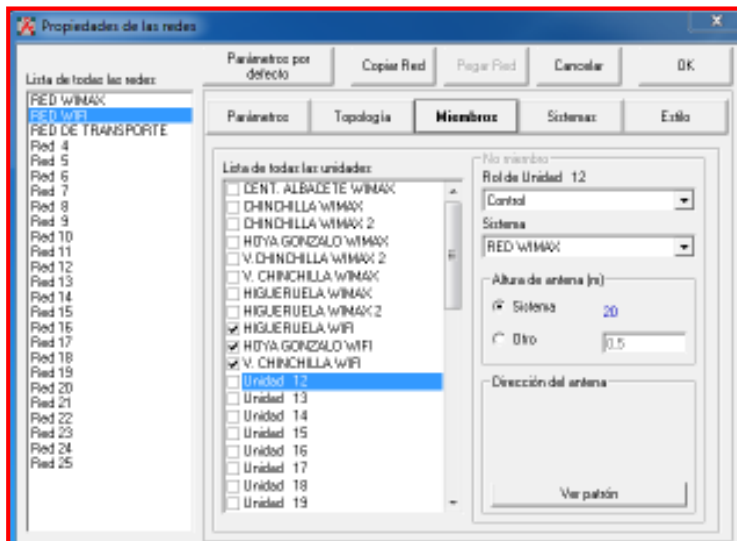 Propiedades de las redes
Parámetros por defecto
Copiar Red
Pegar Red
Cancelar
OK
Lista de todas las redes:
RED WIMAX
RED WIFI
RED DE TRANSPORTE
Red 4
Red 5
Red 6
Red 7
Red 8
Red 9
Red 10
Red 11
Red 12
Red 13
Red 14
Red 15
Red 16
Red 17
Red 18
Red 19
Red 20
Red 21
Red 22
Red 23
Red 24
Red 25
Parámetros
Topología
Miembros
Sistemas
Estilo
Lista de todas las unidades:
CENT. ALBACETE WIMAX
CHINCHILLA WIMAX
CHINCHILLA WIMAX 2
HOYA GONZALO WIMAX
V.CHINCHILLA WIMAX 2
V. CHINCHILLA WIMAX
HIGUERUELA WIMAX
HIGUERUELA WIMAX 2
HIGUERUELA WIFI
HOYA GONZALO WIFI
V. CHINCHILLA WIFI
Unidad 12
Unidad 13
Unidad 14
Unidad 15
Unidad 16
Unidad 17
Unidad 18
Unidad 19
No miembro
Rol de Unidad 12
Control
Sistema
RED WIMAX
Altura de antena (m)
Sistema 20
Otro 0.5
Dirección del antena
Ver patrón